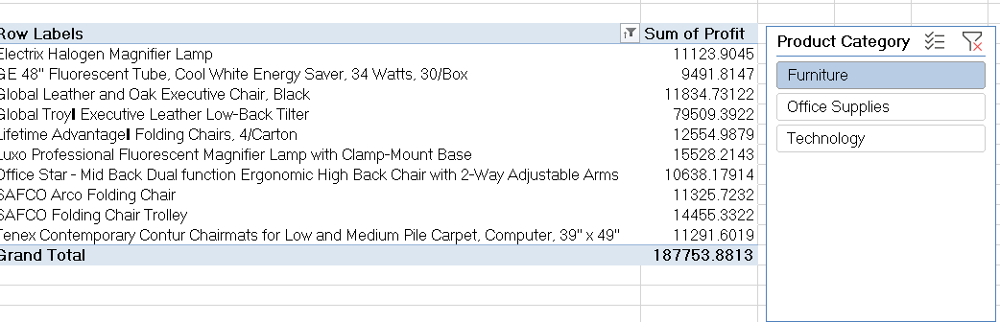 Row Labels Sum of Profit
Electrix Halogen Magnifier Lamp 11123.9045
GE 48" Fluorescent Tube, Cool White Energy Saver, 34 Watts, 30/Box 9491.8147
Global Leather and Oak Executive Chair, Black 11834.73122
Global Troy Executive Leather Low-Back Tilter 79509.3922
Lifetime Advantage Folding Chairs, 4/Carton 12554.9879
Luxo Professional Fluorescent Magnifier Lamp with Clamp-Mount Base 15528.2143
Office Star - Mid Back Dual function Ergonomic High Back Chair with 2-Way Adjustable Arms 10638.17914
SAFCO Arco Folding Chair 11325.7232
SAFCO Folding Chair Trolley 14455.3322
Tenex Contemporary Contur Chairmats for Low and Medium Pile Carpet, Computer, 39" x 49" 11291.6019
Grand Total 187753.8813
Product Category
Furniture
Office Supplies
Technology